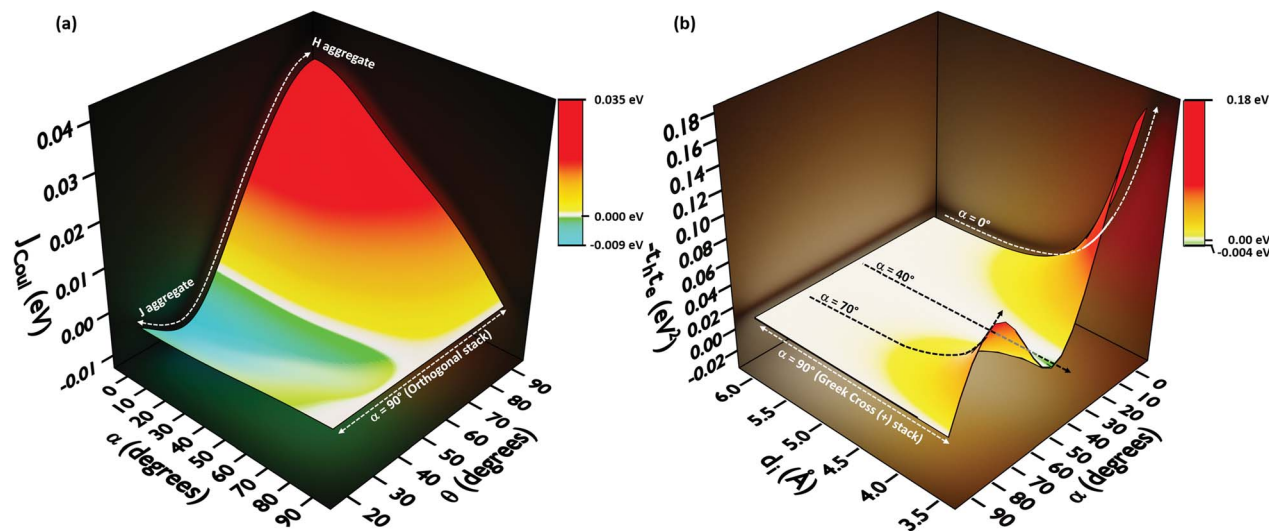 (a)
H aggregate
J aggregate
α = 90° (Orthogonal stack)
J_Coul (eV)
0.04
0.03
0.02
0.01
0.00
-0.01
0
10
20
30
40
50
60
70
80
90
α (degrees)
20
30
40
50
60
70
80
90
θ (degrees)
0.035 eV
0.000 eV
-0.009 eV
(b)
α = 0°
α = 40°
α = 70°
α = 90° (Greek Cross (+) stack)
-t_h t_e (eV²)
0.18
0.16
0.14
0.12
0.10
0.08
0.06
0.04
0.02
0.00
-0.02
6.0
5.5
5.0
4.5
4.0
3.5
d_i (Å)
0
10
20
30
40
50
60
70
80
90
α (degrees)
0.18 eV
0.00 eV
-0.004 eV